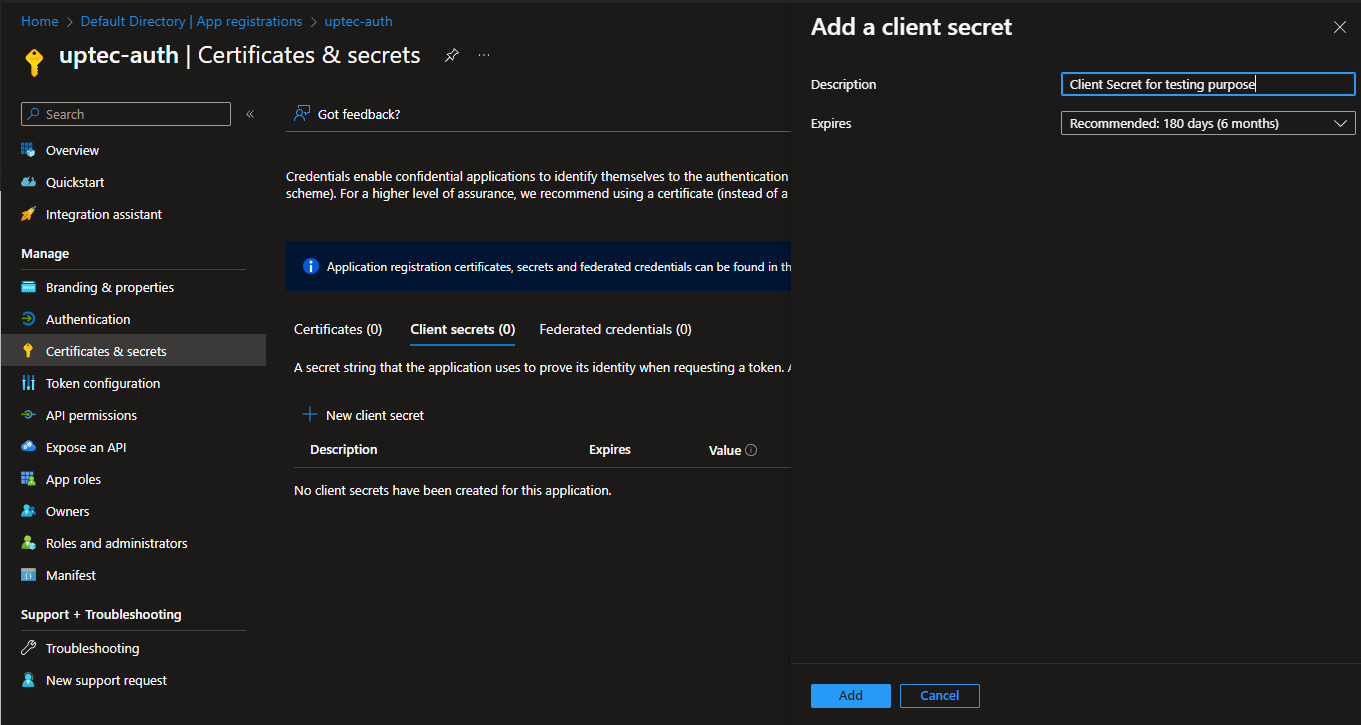 Home > Default Directory | App registrations > uptec-auth
uptec-auth | Certificates & secrets
Search
Overview
Quickstart
Integration assistant
Manage
Branding & properties
Authentication
Certificates & secrets
Token configuration
API permissions
Expose an API
App roles
Owners
Roles and administrators
Manifest
Support + Troubleshooting
Troubleshooting
New support request
Got feedback?
Credentials enable confidential applications to identify themselves to the authentication
scheme). For a higher level of assurance, we recommend using a certificate (instead of a
Application registration certificates, secrets and federated credentials can be found in th
Certificates (0) Client secrets (0) Federated credentials (0)
A secret string that the application uses to prove its identity when requesting a token. A
New client secret
Description Expires Value
No client secrets have been created for this application.
Add a client secret
Description Client Secret for testing purpose
Expires Recommended: 180 days (6 months)
Add Cancel